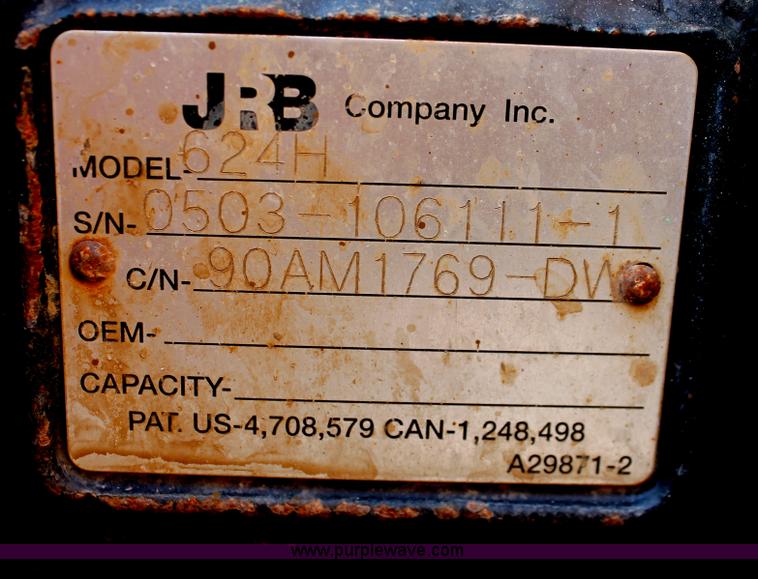 JRB Company Inc.
MODEL- 624H
S/N- 0503-106111-1
C/N- 90AM1769-DW
OEM-
CAPACITY-
PAT. US-4,708,579 CAN-1,248,498
A29871-2
www.purplewave.com